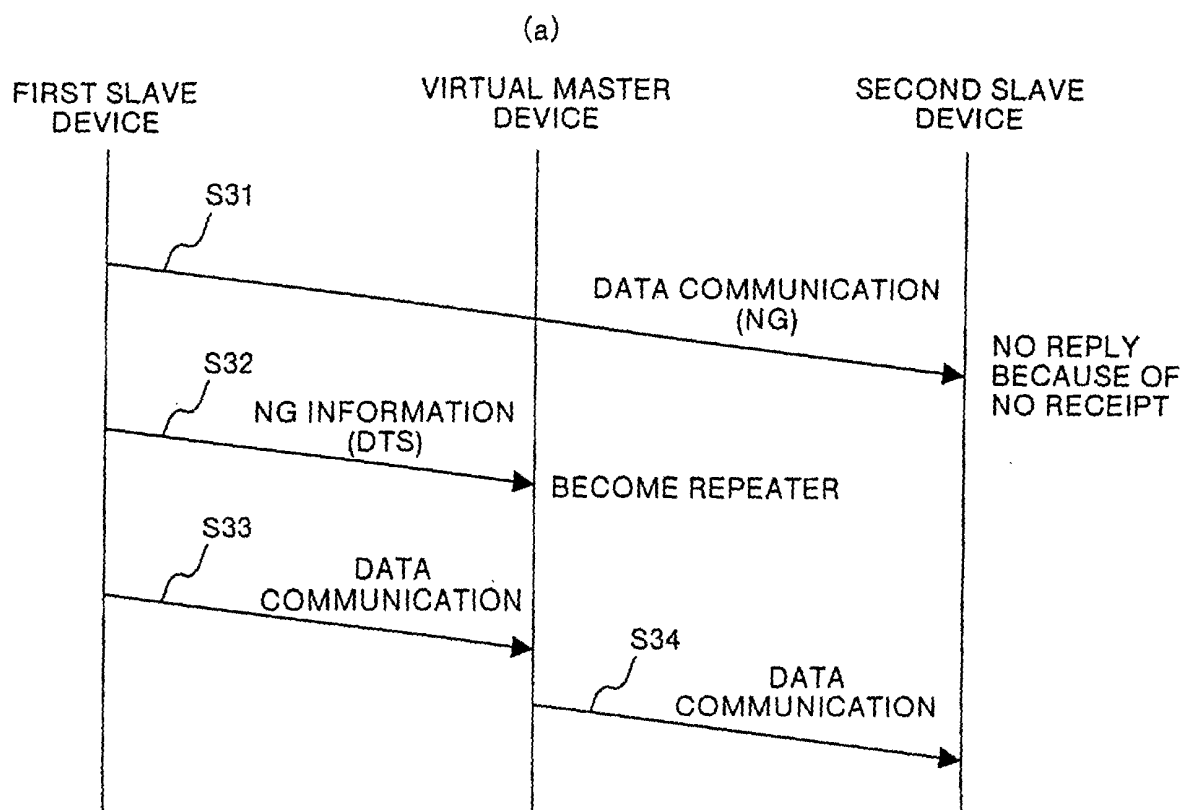 (a)
FIRST SLAVE
DEVICE
VIRTUAL MASTER
DEVICE
SECOND SLAVE
DEVICE
S31
DATA COMMUNICATION
(NG)
NO REPLY
BECAUSE OF
NO RECEIPT
S32
NG INFORMATION
(DTS)
BECOME REPEATER
S33
DATA
COMMUNICATION
S34
DATA
COMMUNICATION